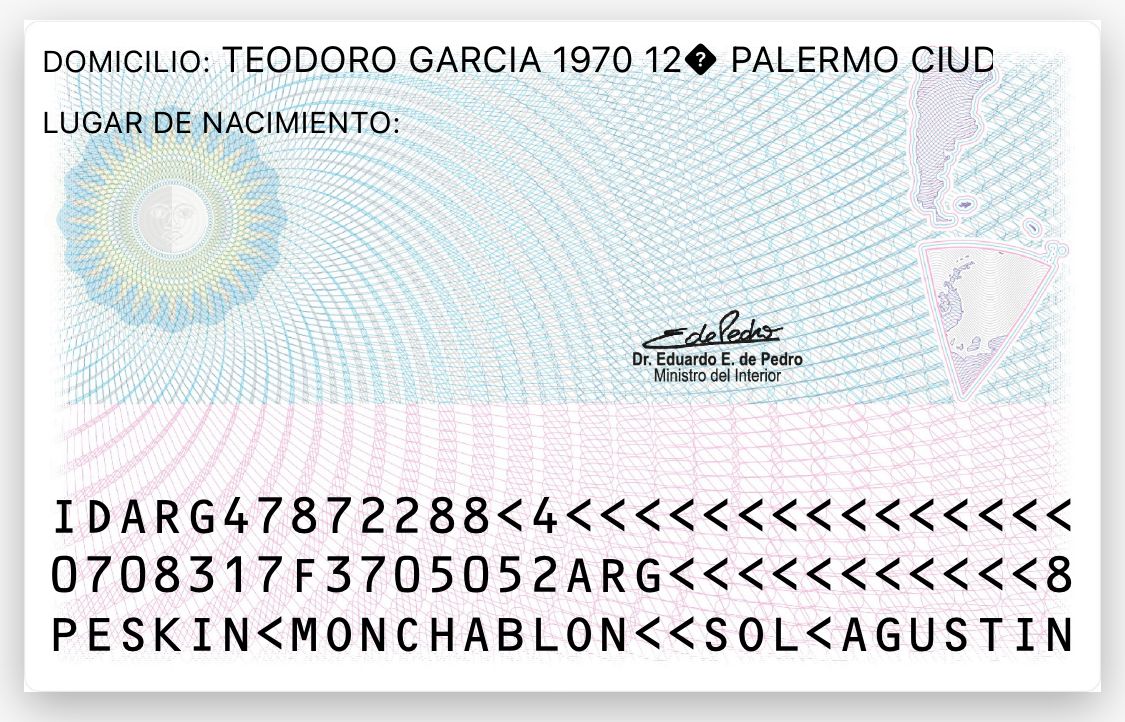 DOMICILIO: TEODORO GARCIA 1970 12� PALERMO CIUD
LUGAR DE NACIMIENTO:
EdePedro
Dr. Eduardo E. de Pedro
Ministro del Interior
IDARG47872288<4<<<<<<<<<<<<<<<
0708317F3705052ARG<<<<<<<<<<<8
PESKIN<MONCHABLON<<SOL<AGUSTIN